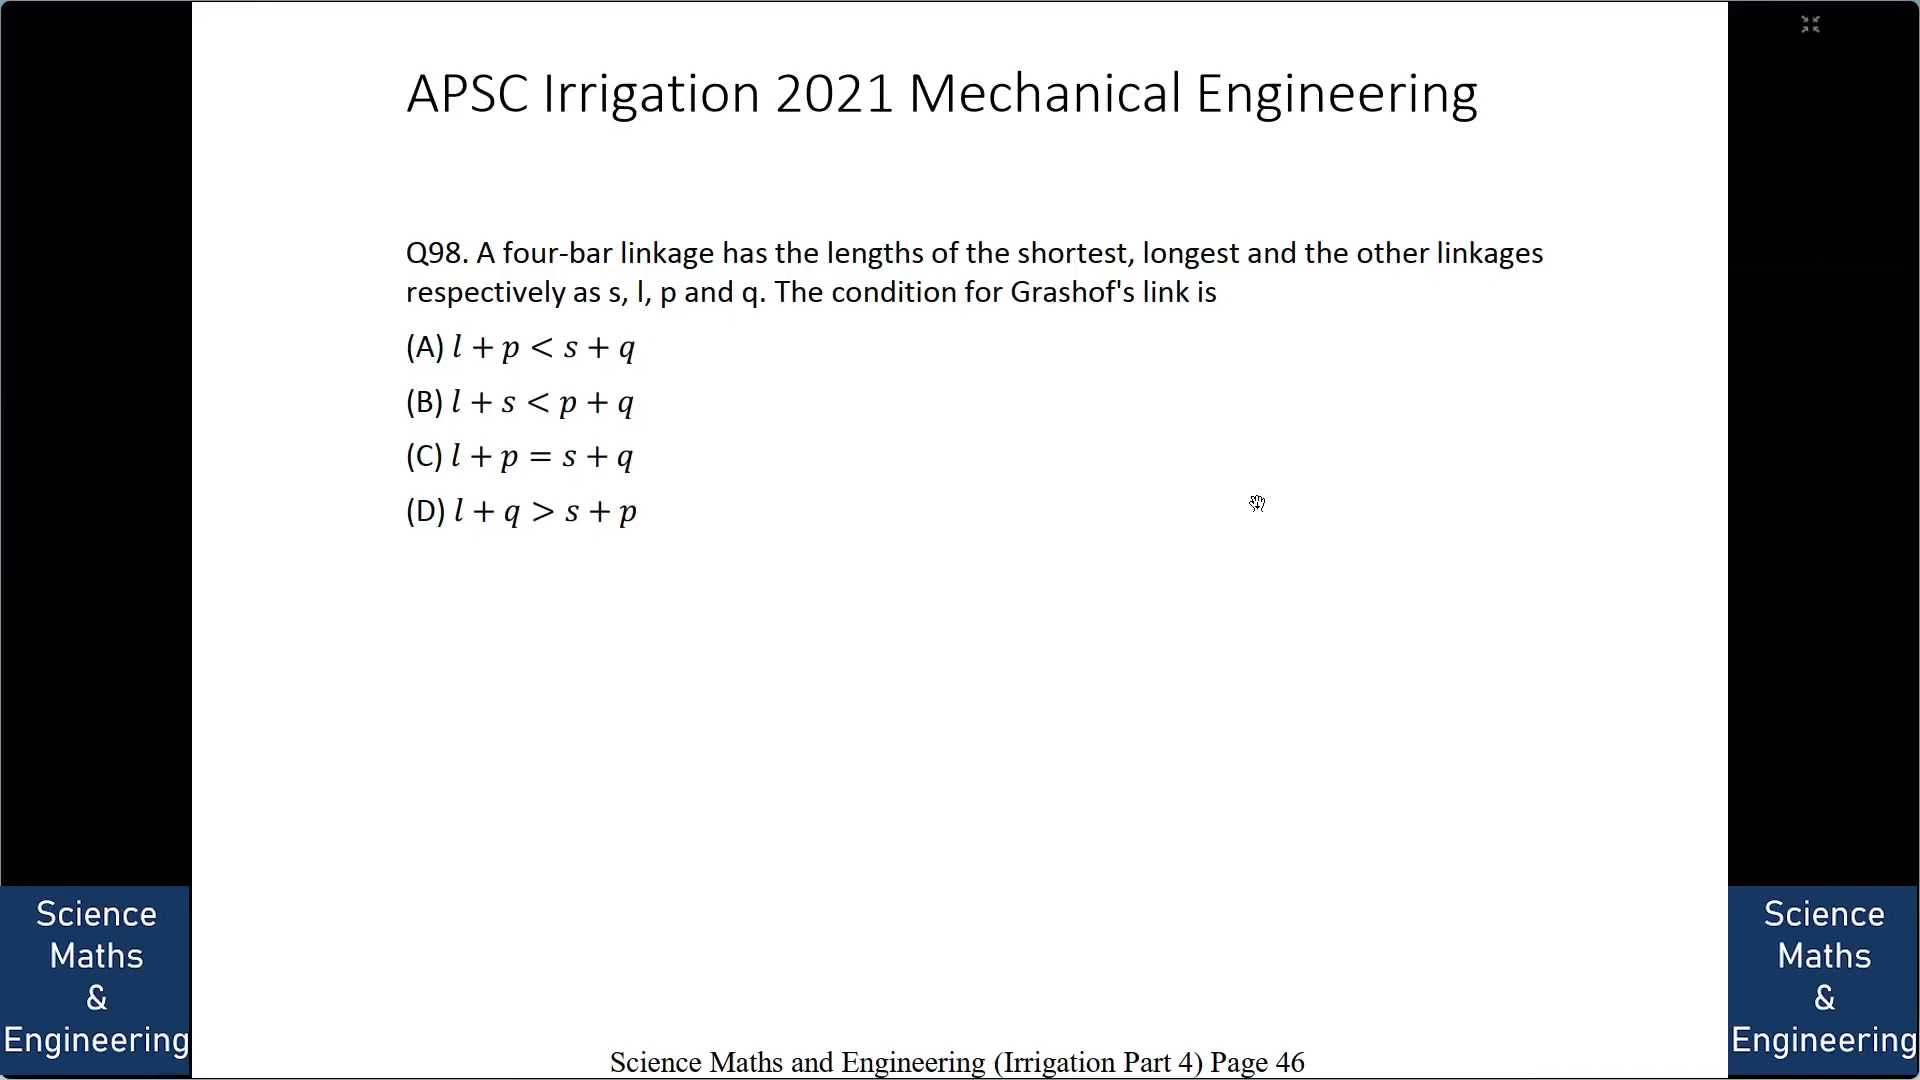 APSC Irrigation 2021 Mechanical Engineering
Q98. A four-bar linkage has the lengths of the shortest, longest and the other linkages
respectively as s, l, p and q. The condition for Grashof's link is
(A) l + p < s + q
(B) l + s < p + q
(C) l + p = s + q
(D) l + q > s + p
Science
Maths
&
Engineering
Science
Maths
&
Engineering
Science Maths and Engineering (Irrigation Part 4) Page 46